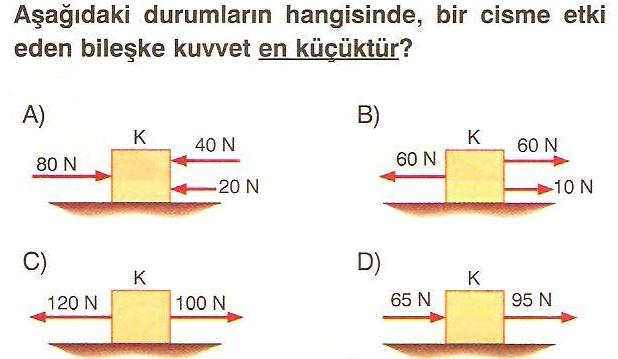 Aşağıdaki durumların hangisinde, bir cisme etki
eden bileşke kuvvet en küçüktür?
A)
K
80 N
40 N
20 N
B)
K
60 N
60 N
10 N
C)
K
120 N
100 N
D)
K
65 N
95 N